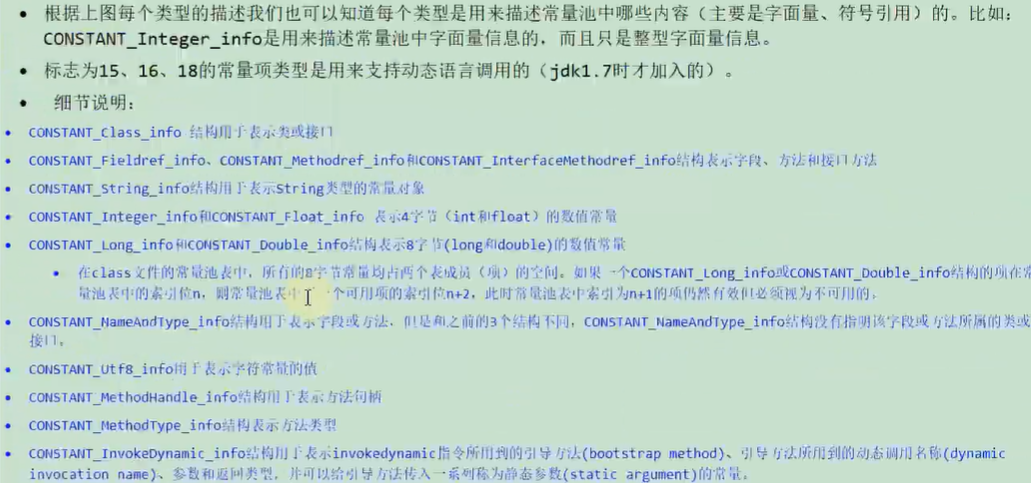 根据上图每个类型的描述我们也可以知道每个类型是用来描述常量池中哪些内容（主要是字面量、符号引用）的。比如：
CONSTANT_Integer_info是用来描述常量池中字面量信息的，而且只是整型字面量信息。
标志为15、16、18的常量项类型是用来支持动态语言调用的（jdk1.7时才加入的）。
细节说明：
CONSTANT_Class_info 结构用于表示类或接口
CONSTANT_Fieldref_info、CONSTANT_Methodref_info和CONSTANT_InterfaceMethodref_info结构表示字段、方法和接口方法
CONSTANT_String_info结构用于表示String类型的常量对象
CONSTANT_Integer_info和CONSTANT_Float_info 表示4字节（int和float）的数值常量
CONSTANT_Long_info和CONSTANT_Double_info结构表示8字节(long和double)的数值常量
在class文件的常量池表中，所有的8字节常量均占两个表成员（项）的空间。如果一个CONSTANT_Long_info或CONSTANT_Double_info结构的项在常
量池表中的索引位n，则常量池表中 个可用项的索引位n+2，此时常量池表中索引为n+1的项仍然有效但必须视为不可用的。
CONSTANT_NameAndType_info结构用于表示字段或方法，但是和之前的3个结构不同，CONSTANT_NameAndType_info结构没有指明该字段或方法所属的类或
接口。
CONSTANT_Utf8_info用于表示字符常量的值
CONSTANT_MethodHandle_info结构用于表示方法句柄
CONSTANT_MethodType_info结构表示方法类型
CONSTANT_InvokeDynamic_info结构用于表示invokedynamic指令所用到的引导方法(bootstrap method)、引导方法所用到的动态调用名称(dynamic
invocation name)、参数和返回类型，并可以给引导方法传入一系列称为静态参数(static argument)的常量。